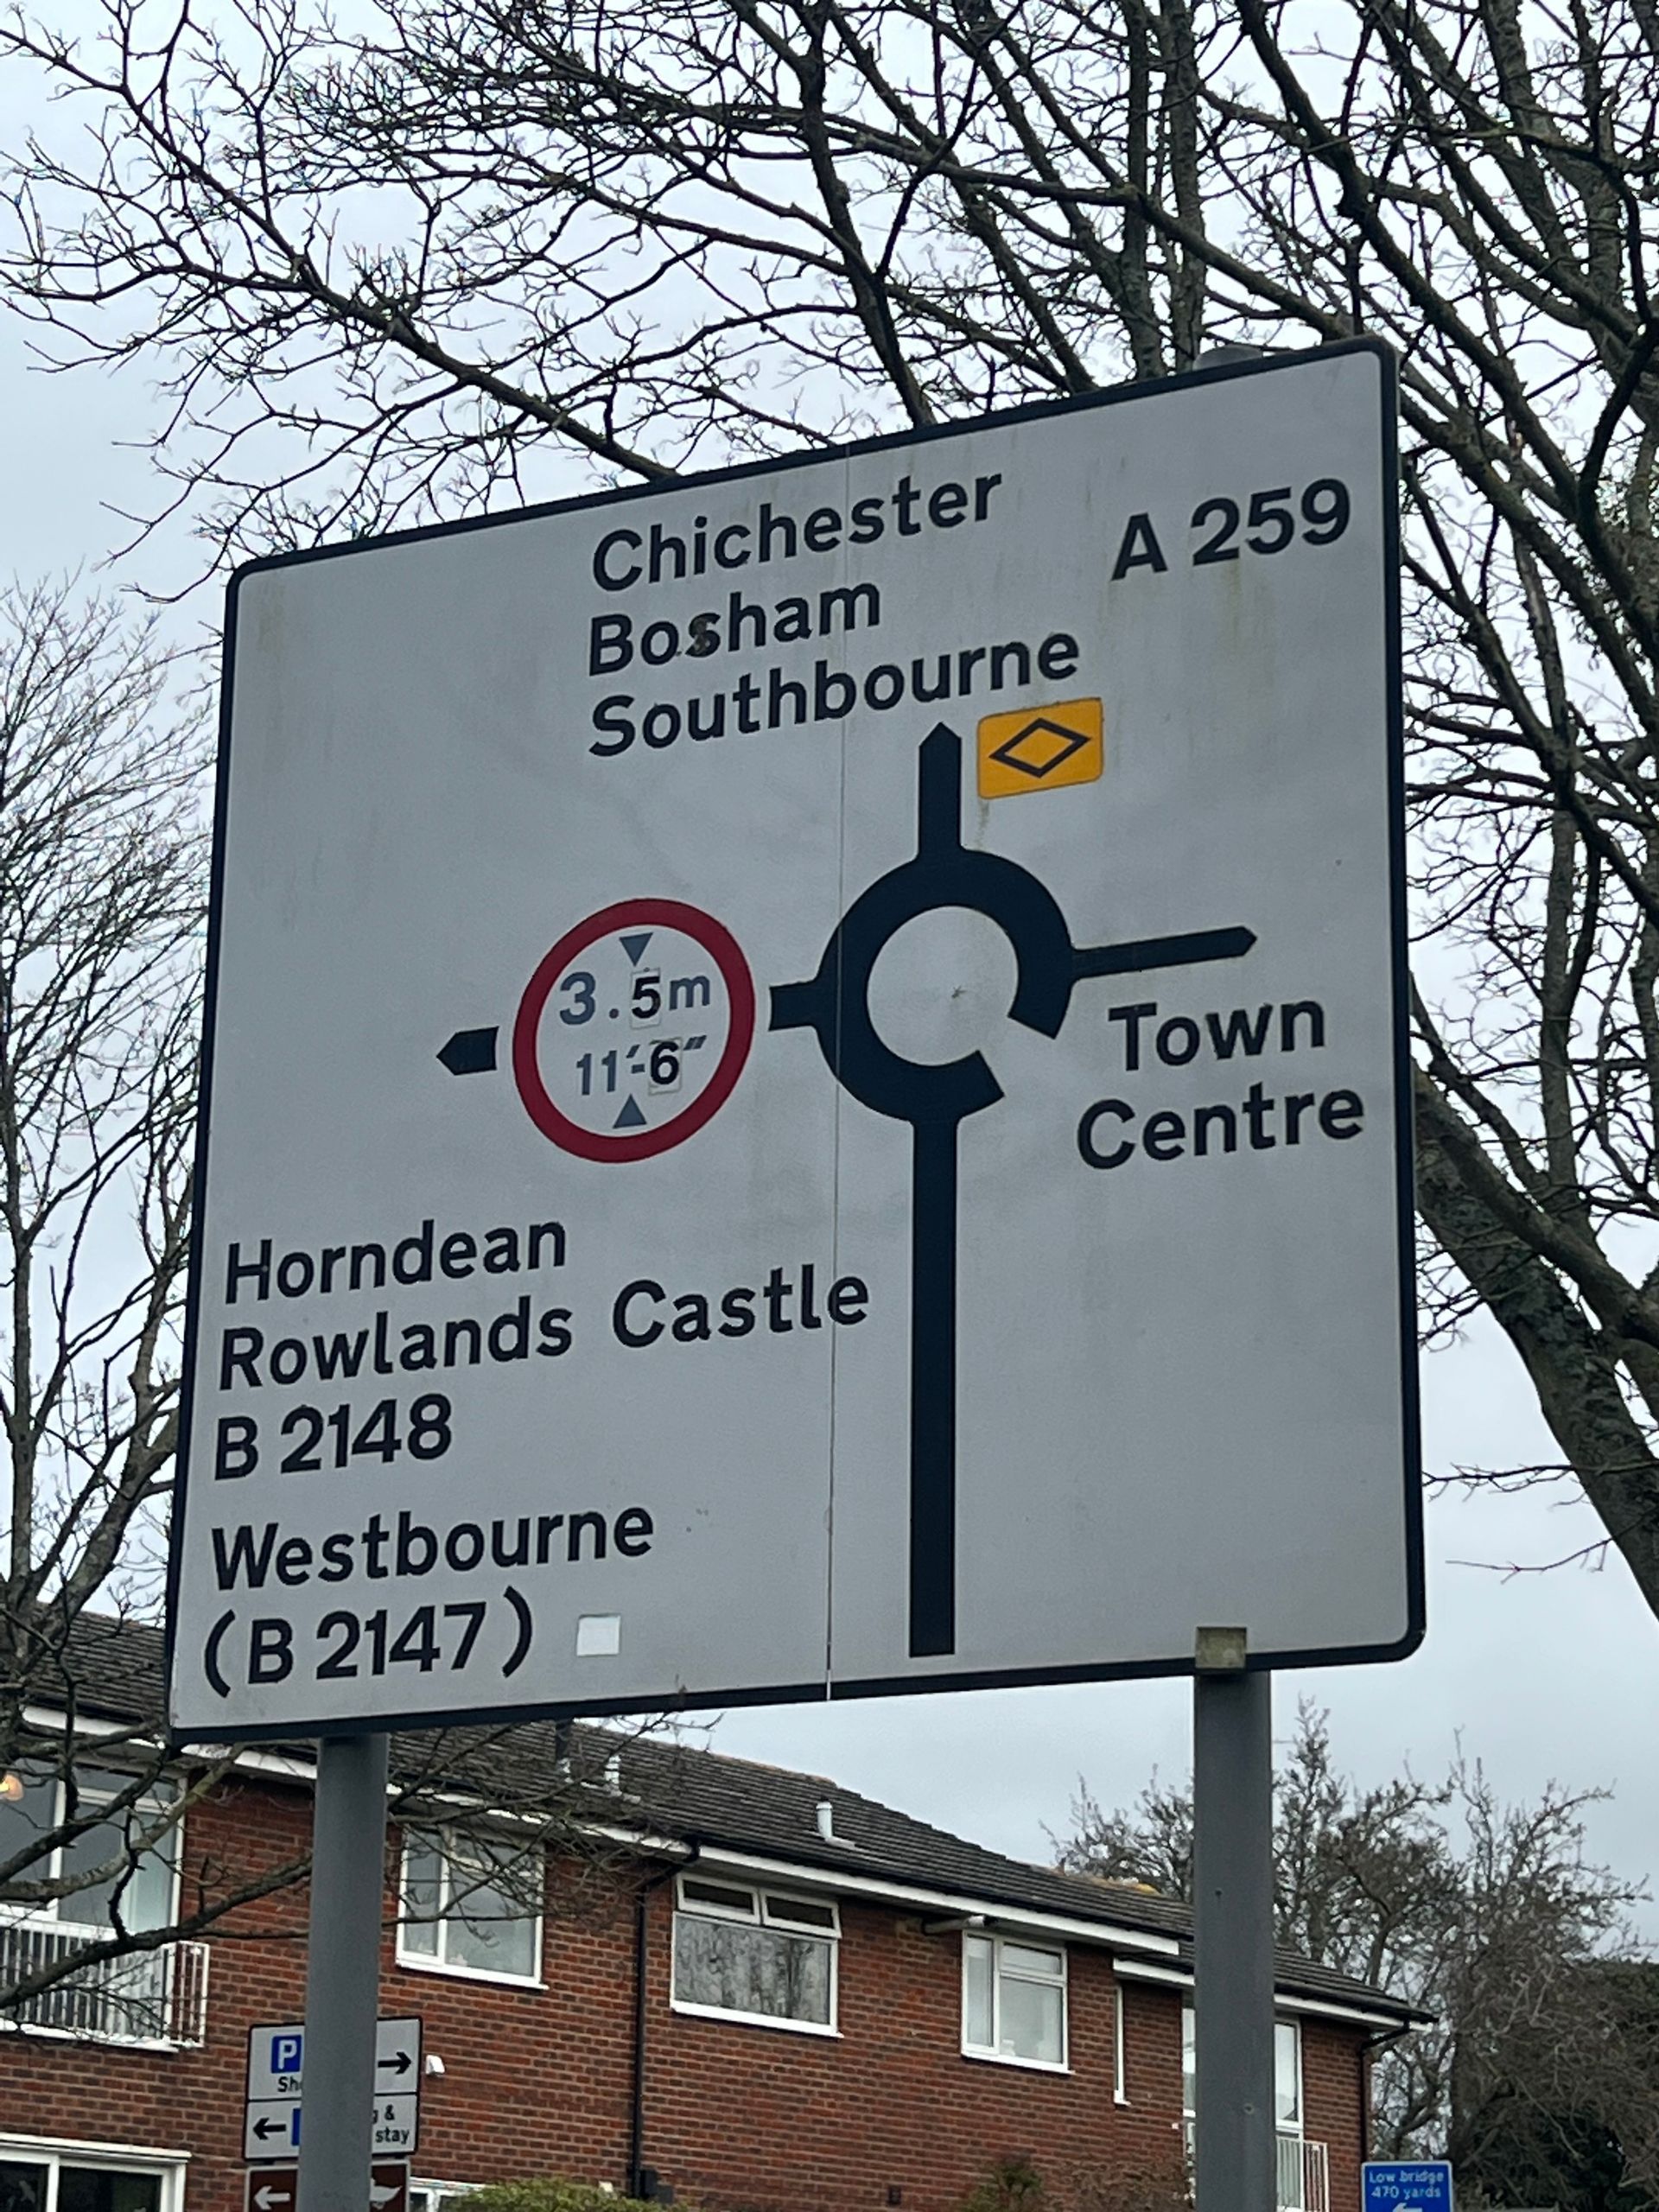 Chichester
Bosham
Southbourne
A 259
3.5m
11'-6"
Town
Centre
Horndean
Rowlands Castle
B 2148
Westbourne
(B 2147)
P
&
stay
Low bridge
470 yards